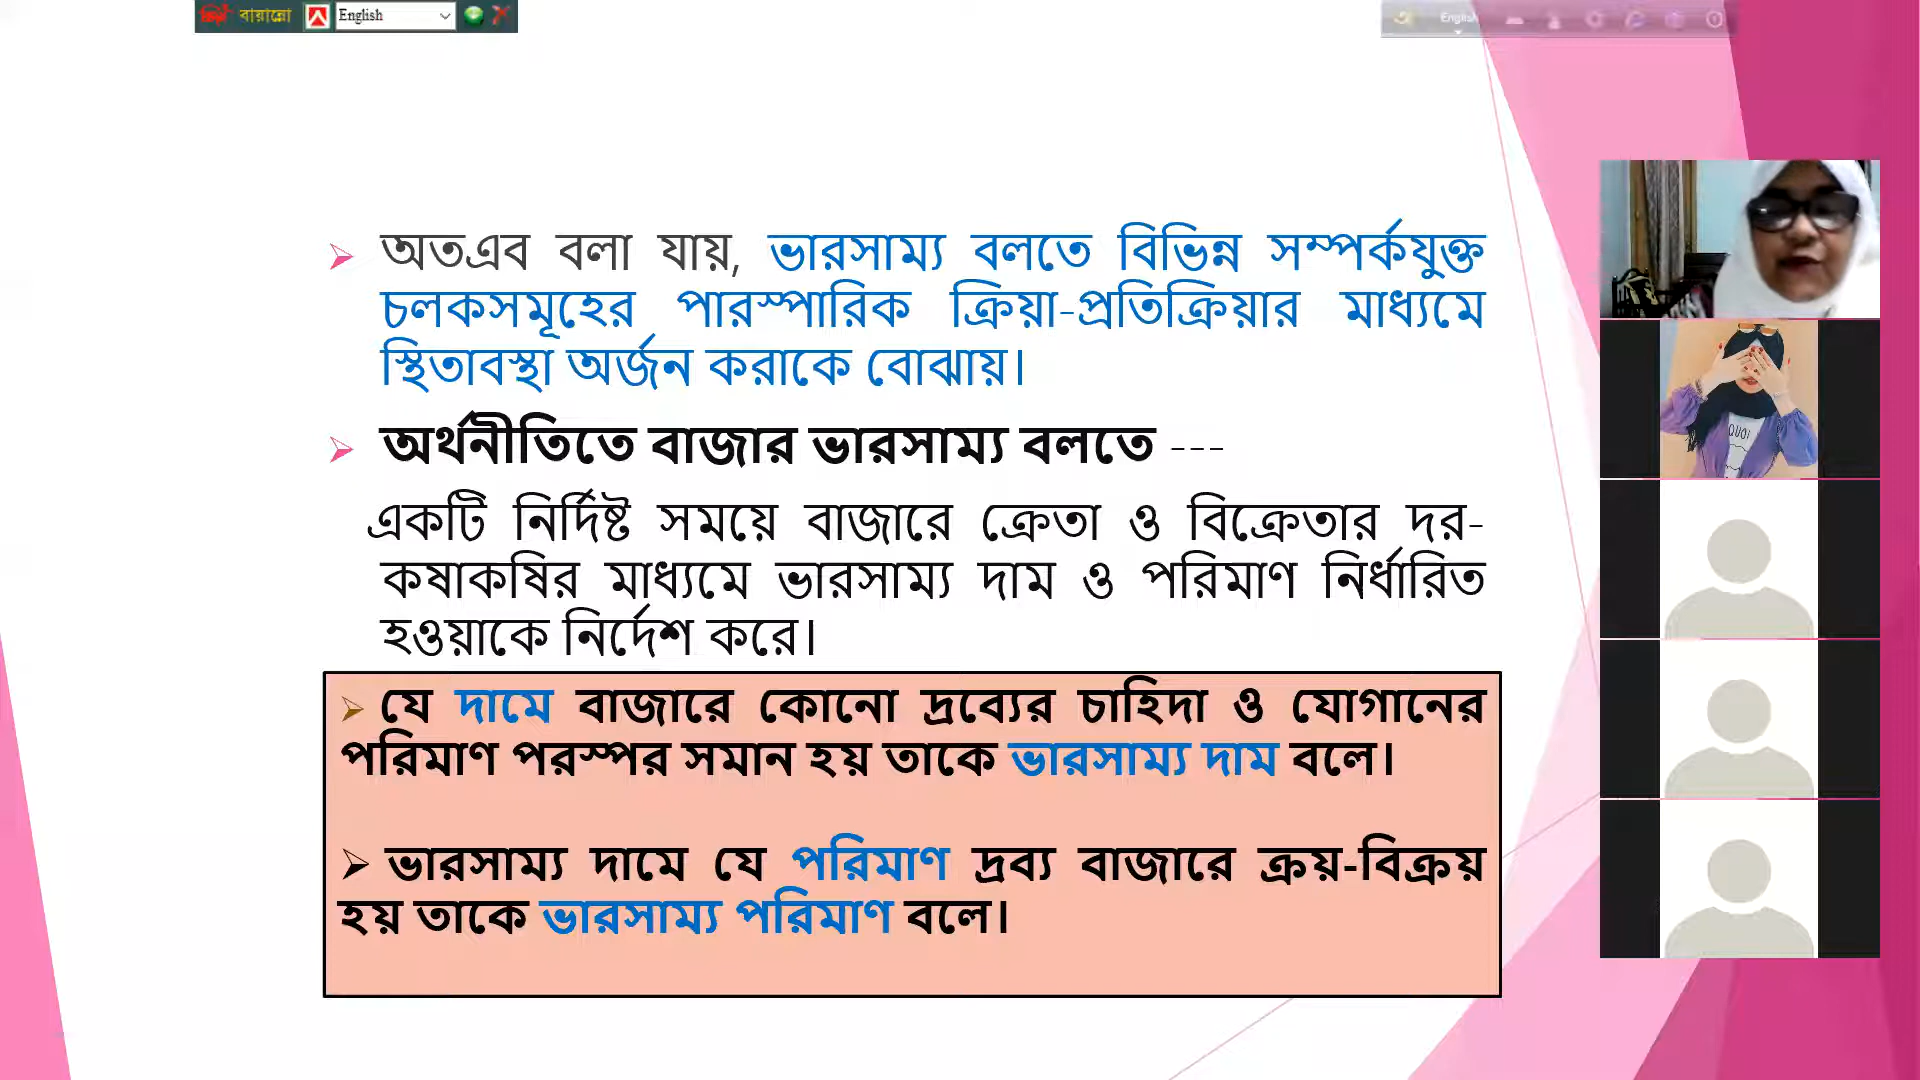 বায়ান্নো
English
English
➢ অতএব বলা যায়, ভারসাম্য বলতে বিভিন্ন সম্পর্কযুক্ত
চলকসমূহের পারস্পারিক ক্রিয়া-প্রতিক্রিয়ার মাধ্যমে
স্থিতাবস্থা অর্জন করাকে বোঝায়।
➢ অর্থনীতিতে বাজার ভারসাম্য বলতে ---
একটি নির্দিষ্ট সময়ে বাজারে ক্রেতা ও বিক্রেতার দর-
কষাকষির মাধ্যমে ভারসাম্য দাম ও পরিমাণ নির্ধারিত
হওয়াকে নির্দেশ করে।
➢ যে দামে বাজারে কোনো দ্রব্যের চাহিদা ও যোগানের
পরিমাণ পরস্পর সমান হয় তাকে ভারসাম্য দাম বলে।
➢ ভারসাম্য দামে যে পরিমাণ দ্রব্য বাজারে ক্রয়-বিক্রয়
হয় তাকে ভারসাম্য পরিমাণ বলে।
QUOI